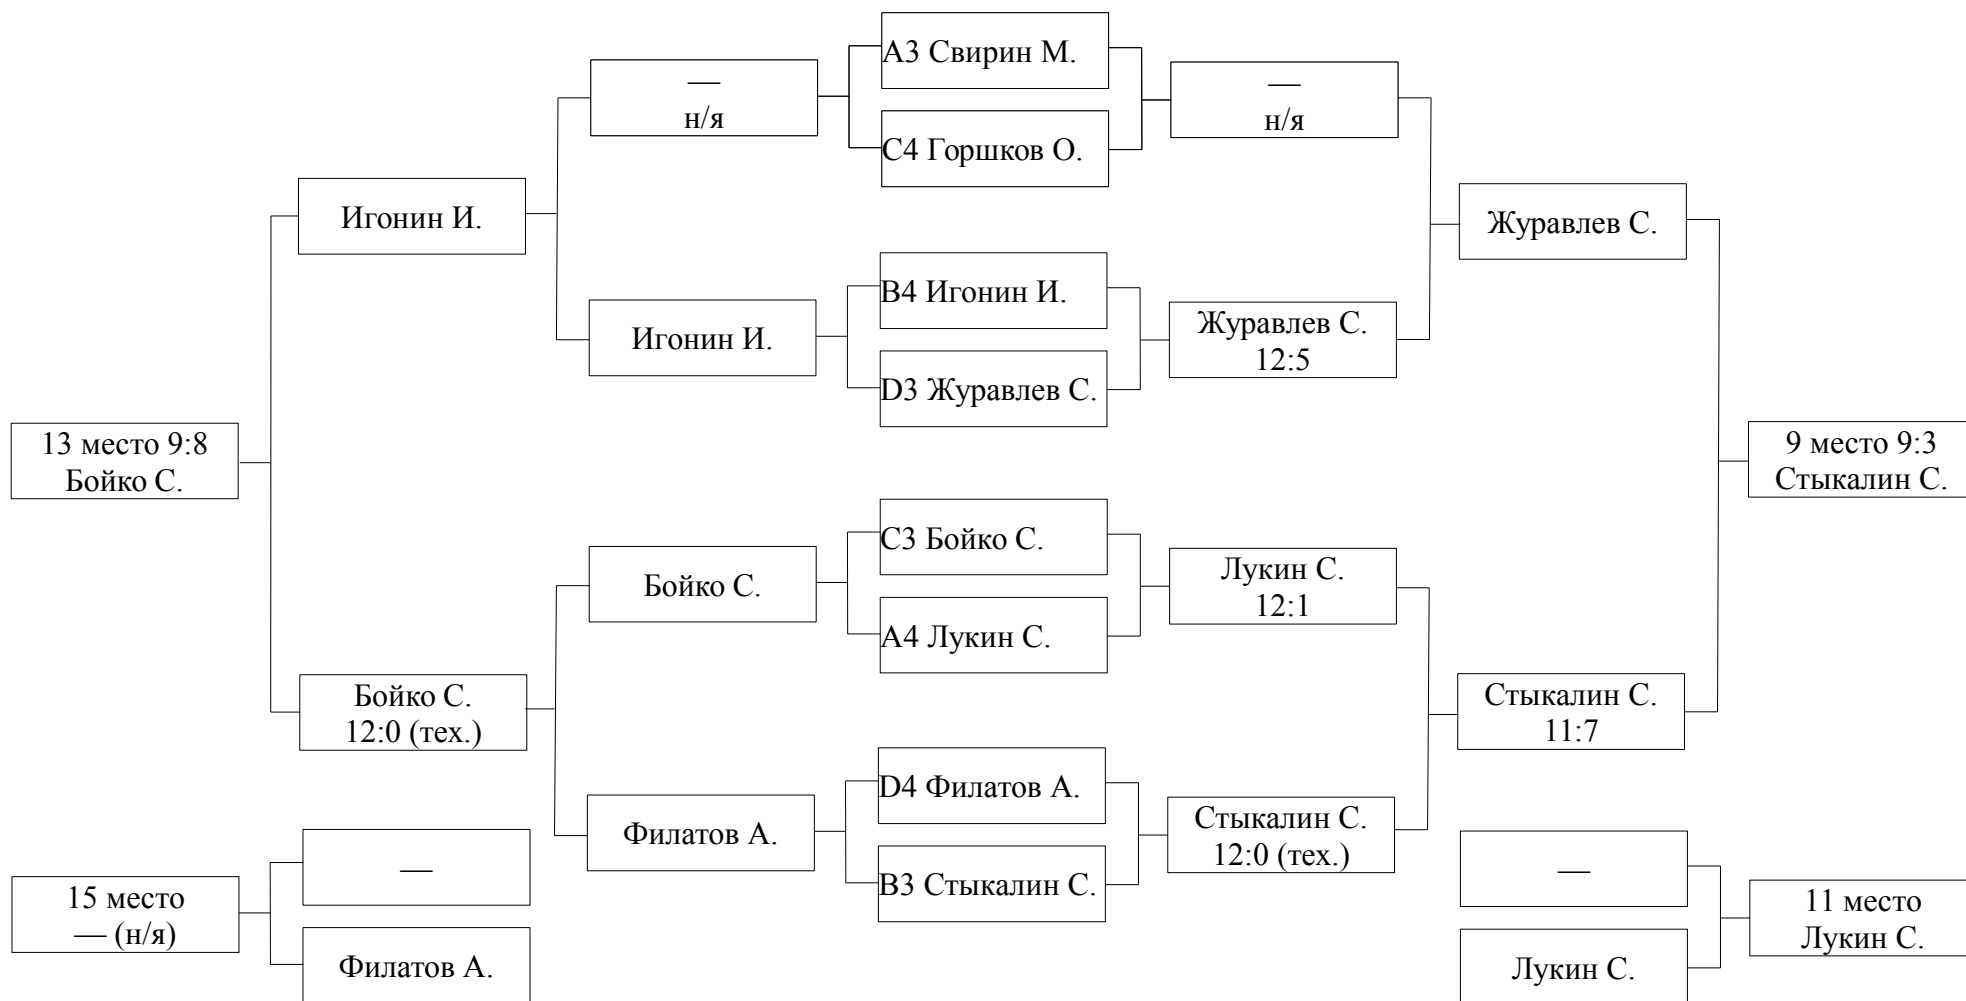 A3 Свирин М.
—
н/я
—
н/я
C4 Горшков О.
Игонин И.
Журавлев С.
B4 Игонин И.
Игонин И.
Журавлев С.
12:5
D3 Журавлев С.
13 место 9:8
Бойко С.
9 место 9:3
Стыкалин С.
C3 Бойко С.
Бойко С.
Лукин С.
12:1
A4 Лукин С.
Бойко С.
12:0 (тех.)
Стыкалин С.
11:7
D4 Филатов А.
Филатов А.
Стыкалин С.
12:0 (тех.)
B3 Стыкалин С.
—
15 место
— (н/я)
Филатов А.
—
11 место
Лукин С.
Лукин С.